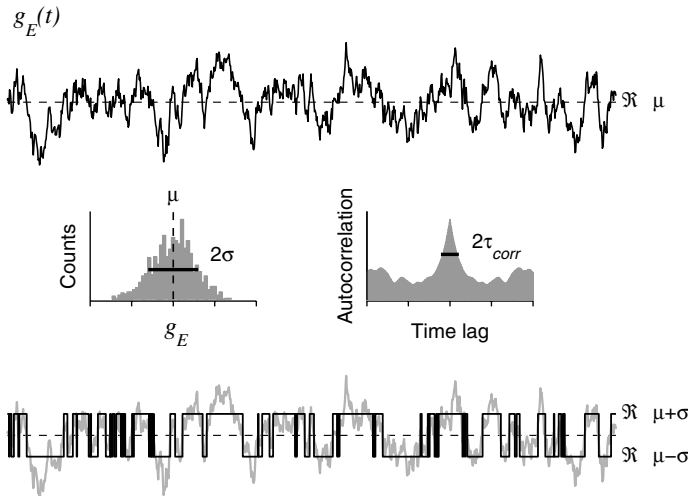 g_E(t)
ℜ μ
μ
Counts
2σ
g_E
Autocorrelation
2τ_corr
Time lag
ℜ μ+σ
ℜ μ−σ